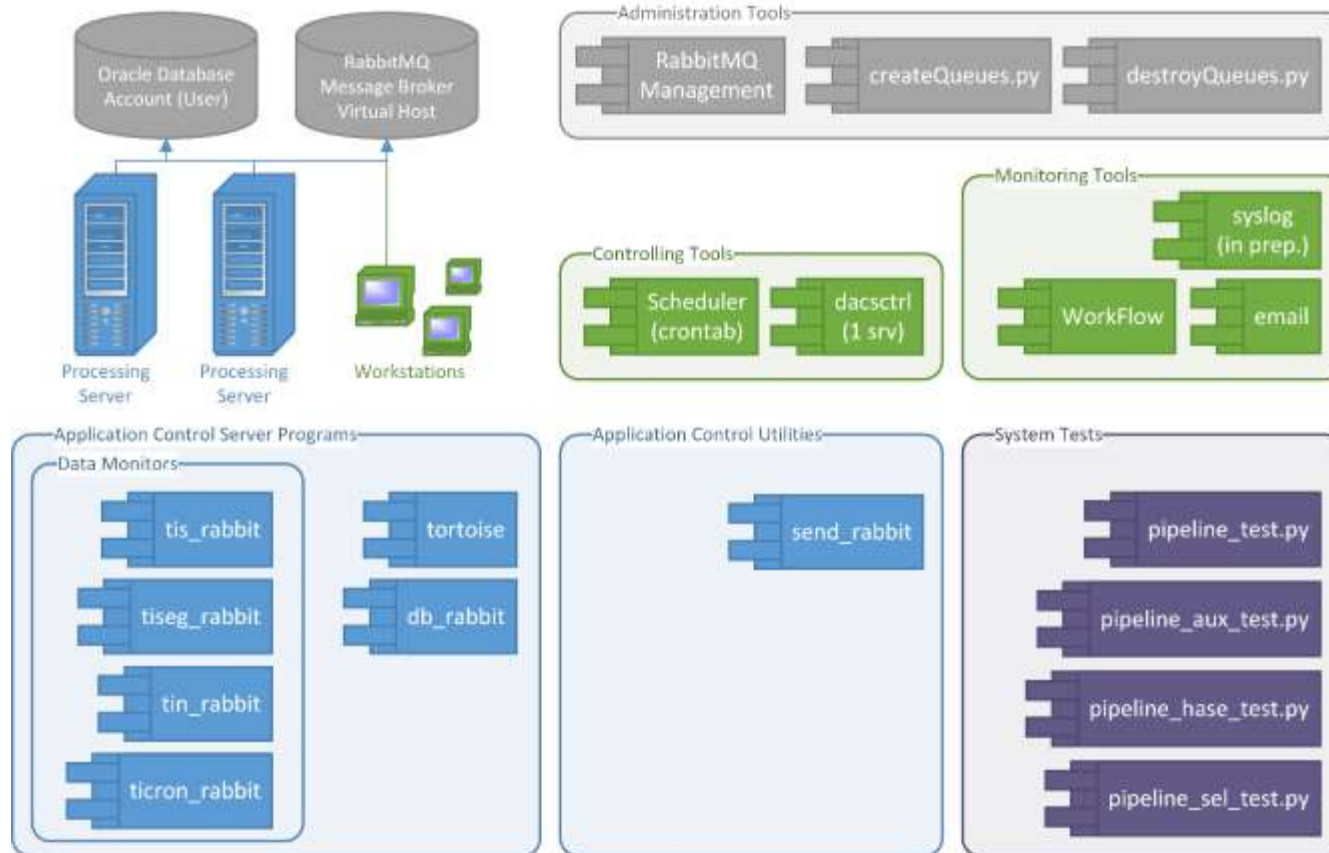 Oracle Database
Account (User)
RabbitMQ
Message Broker
Virtual Host
Administration Tools
RabbitMQ
Management
createQueues.py
destroyQueues.py
Processing
Server
Processing
Server
Workstations
Controlling Tools
Scheduler
(crontab)
dacsctrl
(1 srv)
Monitoring Tools
syslog
(in prep.)
WorkFlow
email
Application Control Server Programs
Data Monitors
tis_rabbit
tiseg_rabbit
tin_rabbit
ticron_rabbit
tortoise
db_rabbit
Application Control Utilities
send_rabbit
System Tests
pipeline_test.py
pipeline_aux_test.py
pipeline_hase_test.py
pipeline_sel_test.py